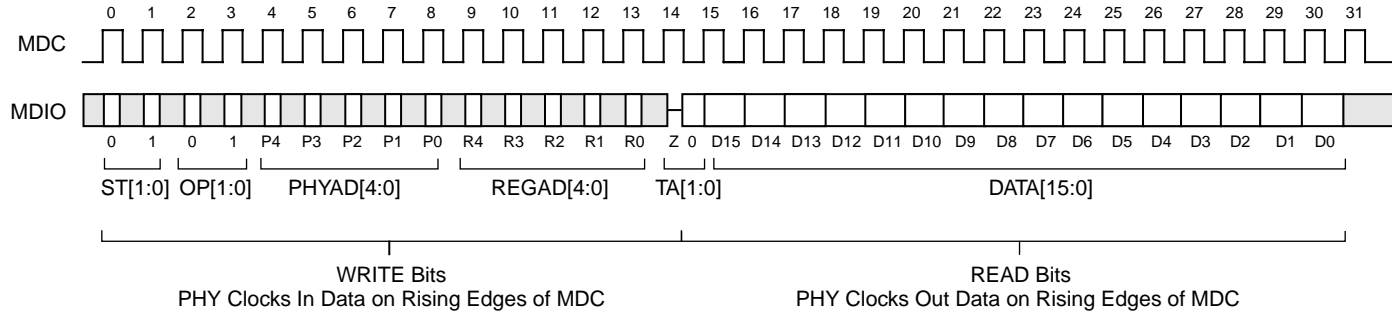 0 1 2 3 4 5 6 7 8 9 10 11 12 13 14 15 16 17 18 19 20 21 22 23 24 25 26 27 28 29 30 31
MDC
MDIO
0 1 0 1 P4 P3 P2 P1 P0 R4 R3 R2 R1 R0 Z 0 D15 D14 D13 D12 D11 D10 D9 D8 D7 D6 D5 D4 D3 D2 D1 D0
ST[1:0] OP[1:0] PHYAD[4:0] REGAD[4:0] TA[1:0] DATA[15:0]
WRITE Bits READ Bits
PHY Clocks In Data on Rising Edges of MDC PHY Clocks Out Data on Rising Edges of MDC